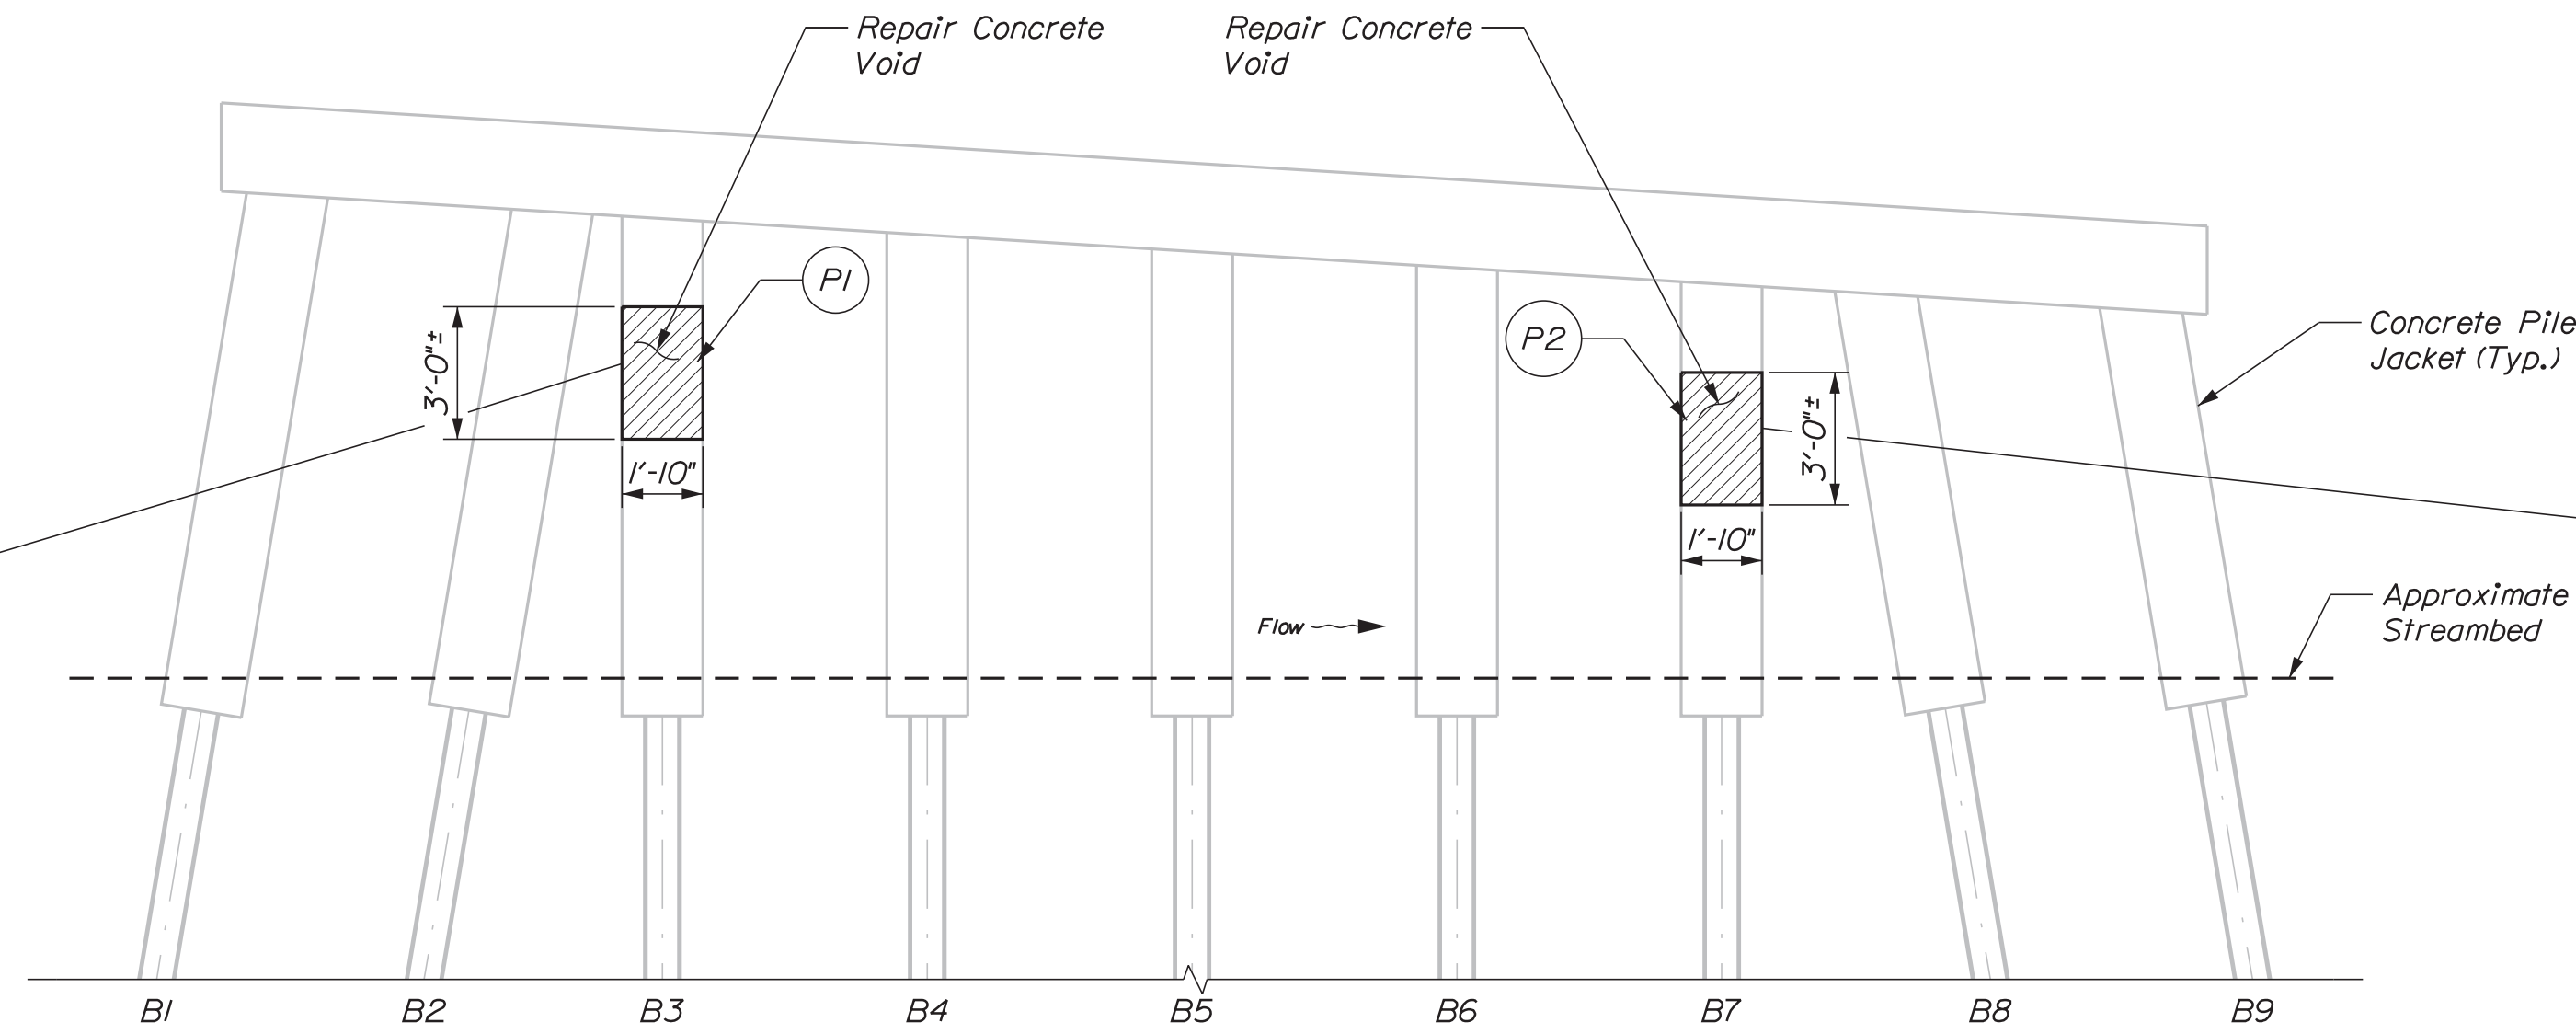 Repair Concrete
Void
Repair Concrete
Void
P1
P2
Concrete Pile
Jacket (Typ.)
3'-0"±
1'-10"
3'-0"±
1'-10"
Flow
Approximate
Streambed
B1 B2 B3 B4 B5 B6 B7 B8 B9